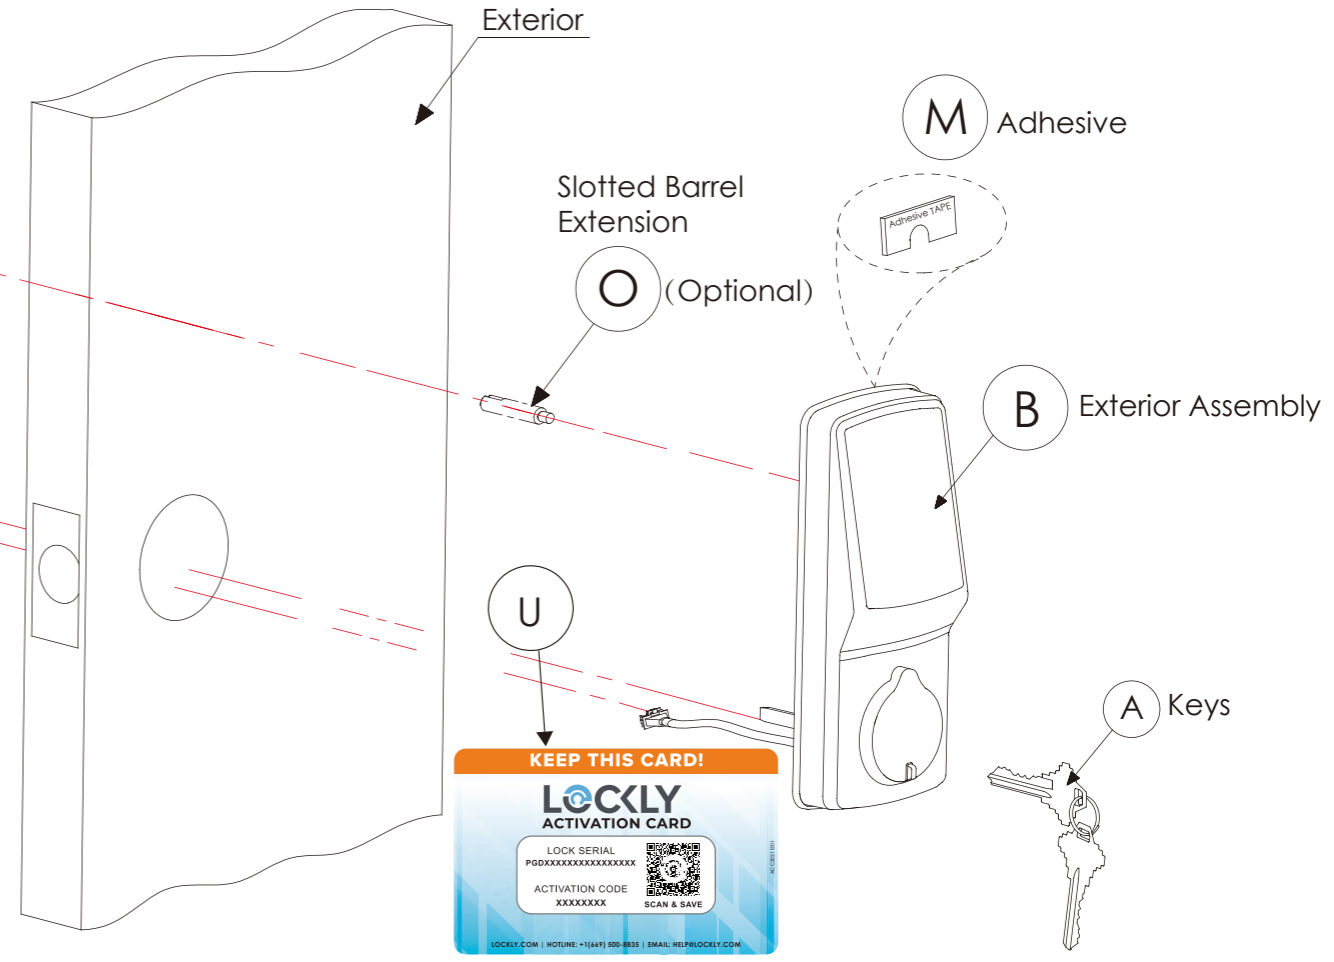 Exterior
M Adhesive
Adhesive TAPE
Slotted Barrel
Extension
O (Optional)
B Exterior Assembly
U
A Keys
KEEP THIS CARD!
LOCKLY
ACTIVATION CARD
LOCK SERIAL
PGDXXXXXXXXXXXXXXXX
ACTIVATION CODE
XXXXXXXX
SCAN & SAVE
LOCKLY.COM | HOTLINE: +1(669) 500-8835 | EMAIL: HELP@LOCKLY.COM